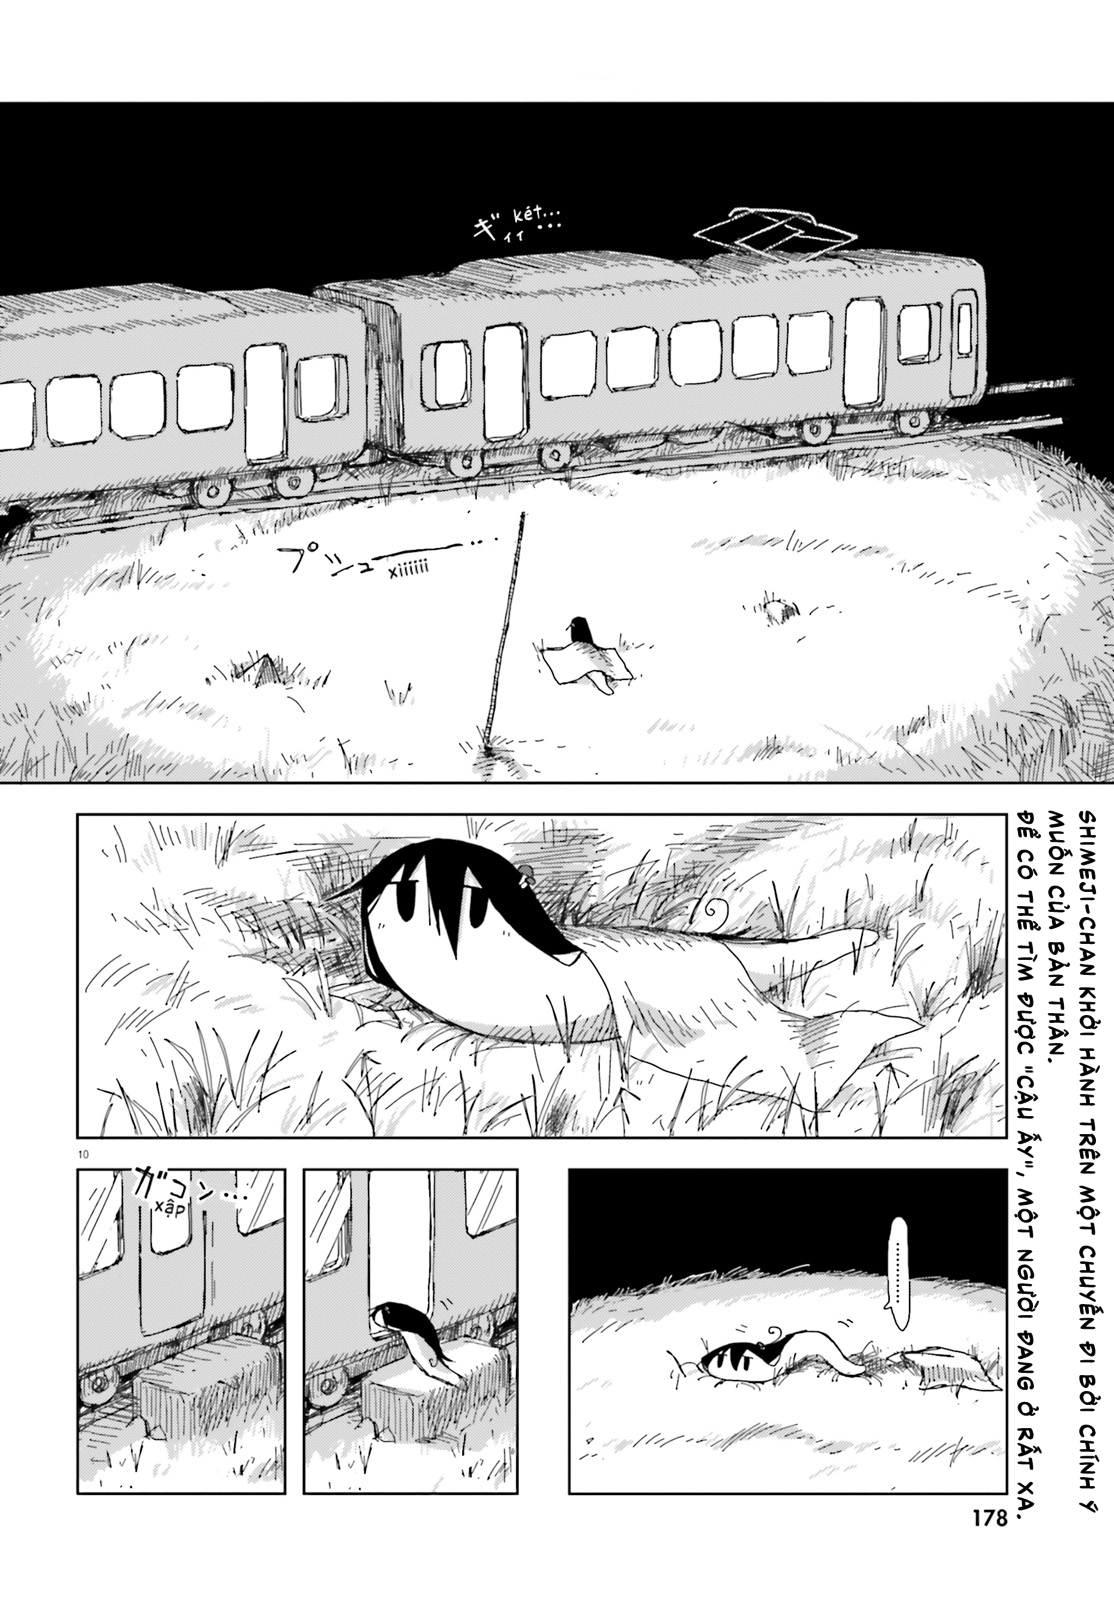 ギィィ...
két...
プシュー...
xiiiiii
SHIMEJI-CHAN KHỞI HÀNH TRÊN MỘT CHUYẾN ĐI BỞI CHÍNH Ý
MUỐN CỦA BẢN THÂN.
ĐỂ CÓ THỂ TÌM ĐƯỢC "CẬU ẤY", MỘT NGƯỜI ĐANG Ở RẤT XA.
10
..........
ガコン...
xập
178